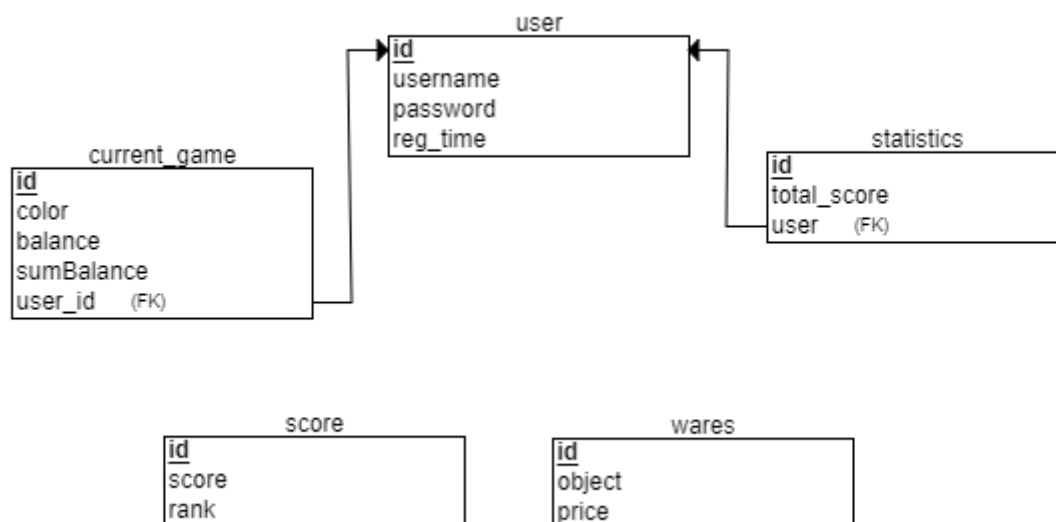 user
id
username
password
reg_time
current_game
id
color
balance
sumBalance
user_id (FK)
statistics
id
total_score
user (FK)
score
id
score
rank
wares
id
object
price